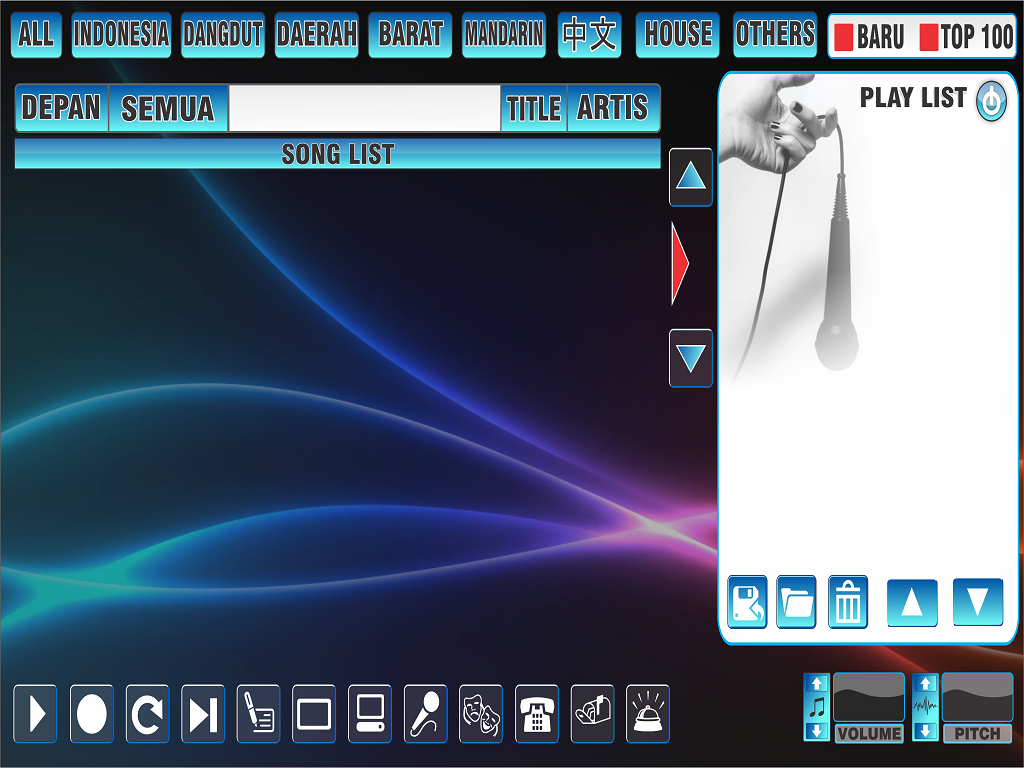 ALL INDONESIA DANGDUT DAERAH BARAT MANDARIN 中文 HOUSE OTHERS BARU TOP 100
DEPAN SEMUA TITLE ARTIS
PLAY LIST
SONG LIST
VOLUME PITCH